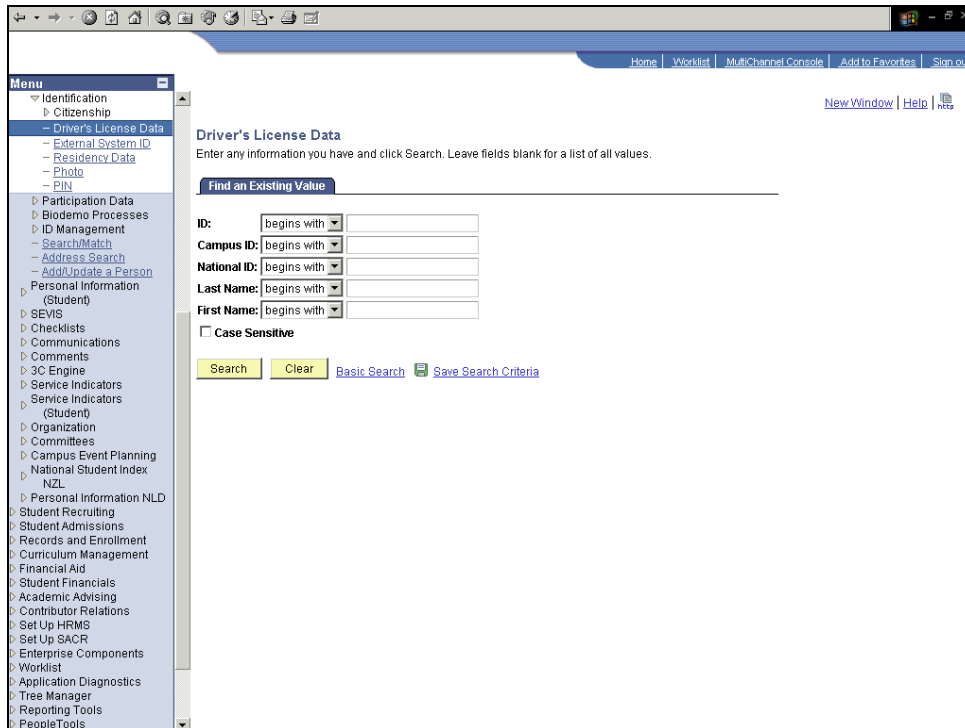 Home | Worklist | MultiChannel Console | Add to Favorites | Sign ou
Menu
New Window | Help | http
Identification
Citizenship
Driver's License Data
External System ID
Residency Data
Photo
PIN
Participation Data
Biodemo Processes
ID Management
Search/Match
Address Search
Add/Update a Person
Personal Information
(Student)
SEVIS
Checklists
Communications
Comments
3C Engine
Service Indicators
Service Indicators
(Student)
Organization
Committees
Campus Event Planning
National Student Index
NZL
Personal Information NLD
Student Recruiting
Student Admissions
Records and Enrollment
Curriculum Management
Financial Aid
Student Financials
Academic Advising
Contributor Relations
Set Up HRMS
Set Up SACR
Enterprise Components
Worklist
Application Diagnostics
Tree Manager
Reporting Tools
PeopleTools
Driver's License Data
Enter any information you have and click Search. Leave fields blank for a list of all values.
Find an Existing Value
ID: begins with
Campus ID: begins with
National ID: begins with
Last Name: begins with
First Name: begins with
Case Sensitive
Search Clear Basic Search Save Search Criteria